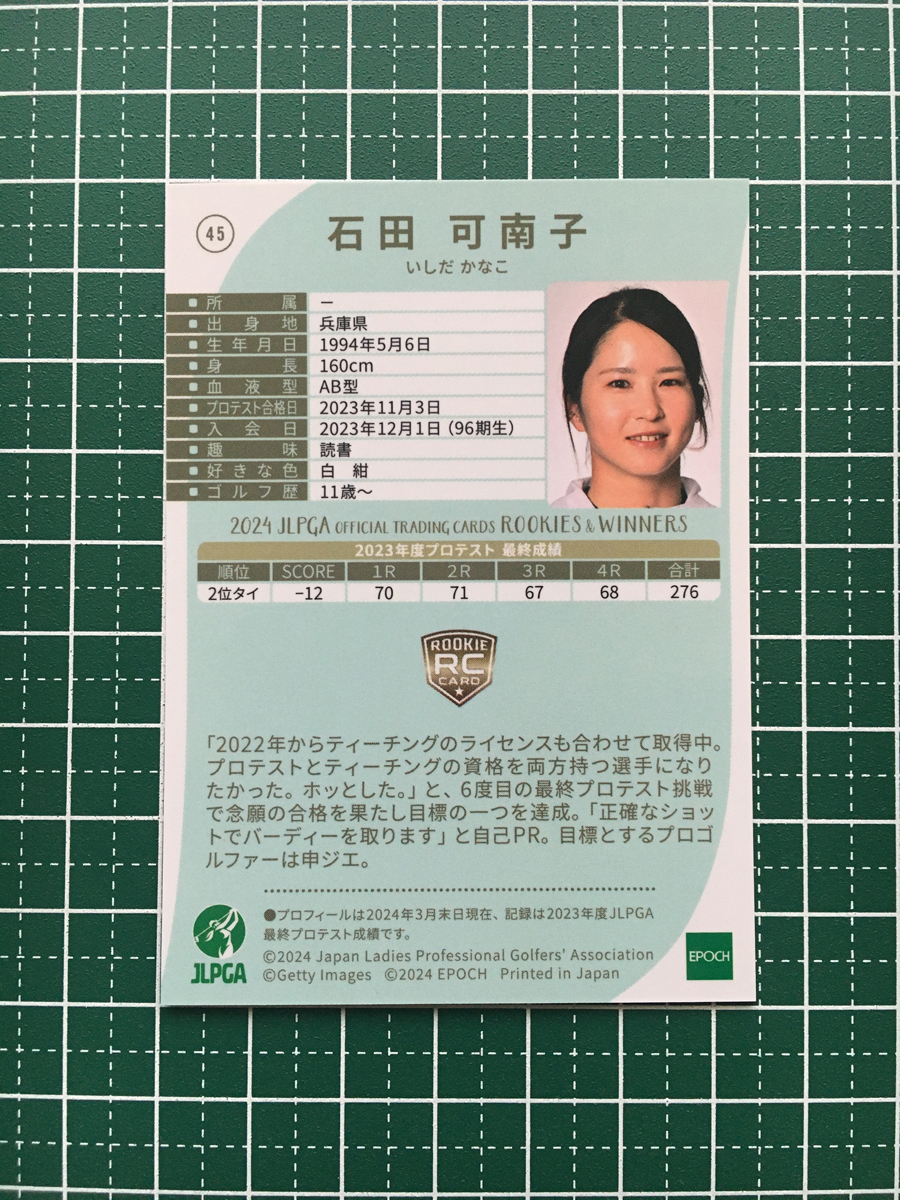 45
石田 可南子
いしだ かなこ
所属 ー
出身地 兵庫県
生年月日 1994年5月6日
身長 160cm
血液型 AB型
プロテスト合格日 2023年11月3日
入会日 2023年12月1日（96期生）
趣味 読書
好きな色 白 紺
ゴルフ歴 11歳～
2024 JLPGA OFFICIAL TRADING CARDS ROOKIES & WINNERS
2023年度プロテスト 最終成績
順位 SCORE 1R 2R 3R 4R 合計
2位タイ −12 70 71 67 68 276
ROOKIE
RC
CARD
「2022年からティーチングのライセンスも合わせて取得中。
プロテストとティーチングの資格を両方持つ選手になり
たかった。ホッとした。」と、6度目の最終プロテスト挑戦
で念願の合格を果たし目標の一つを達成。「正確なショッ
トでバーディーを取ります」と自己PR。目標とするプロゴ
ルファーは申ジエ。
●プロフィールは2024年3月末日現在、記録は2023年度JLPGA
最終プロテスト成績です。
©2024 Japan Ladies Professional Golfers' Association
©Getty Images ©2024 EPOCH Printed in Japan
JLPGA
EPOCH